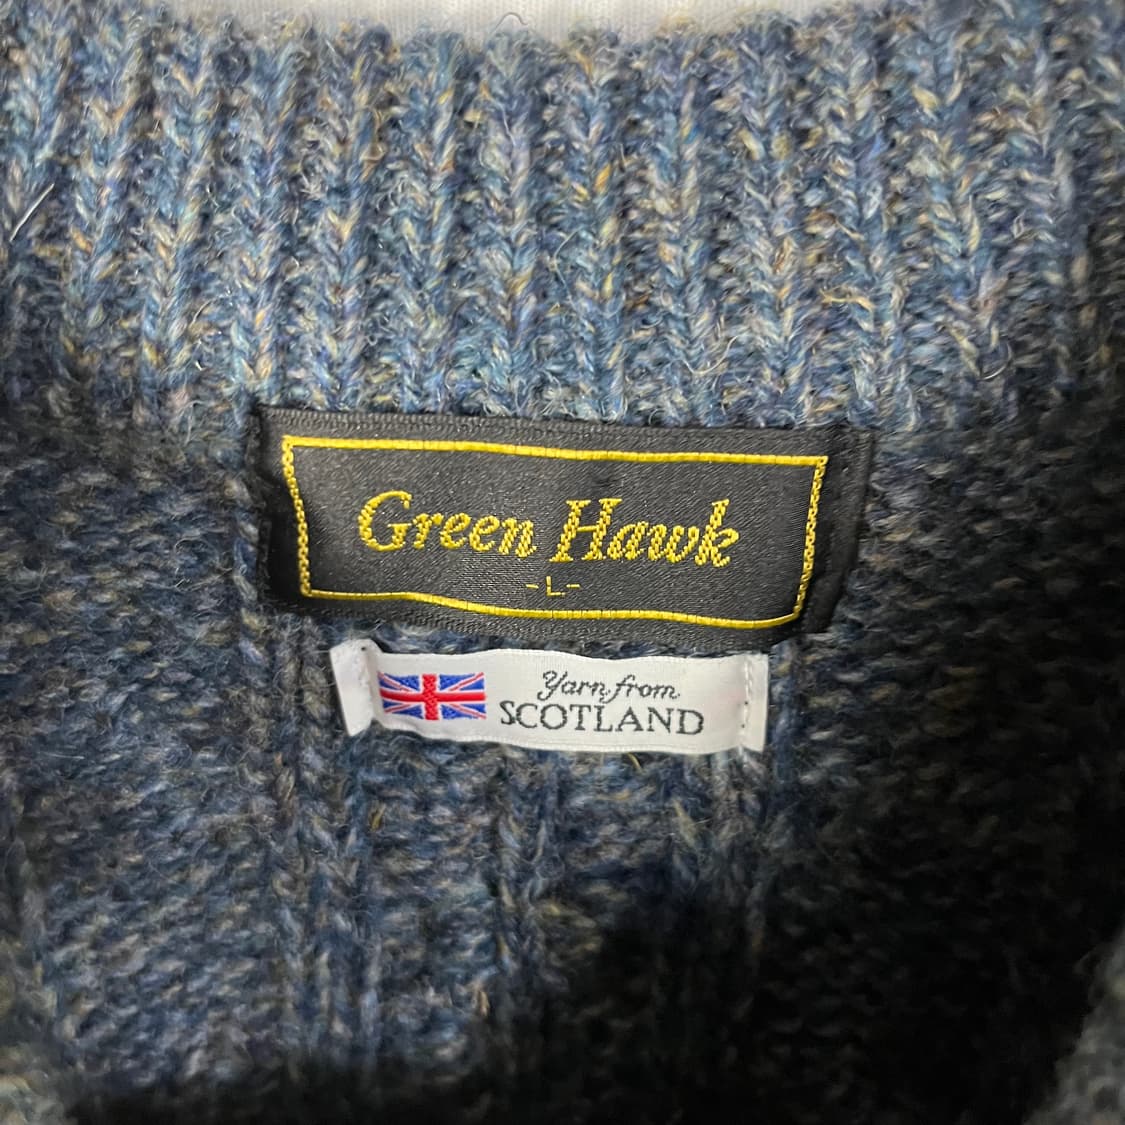 Green Hawk
-L-
Yarn from
SCOTLAND